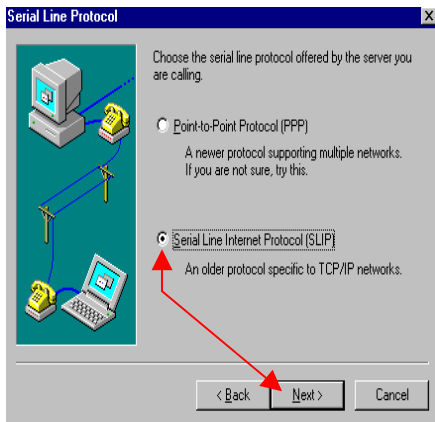 Serial Line Protocol
Choose the serial line protocol offered by the server you
are calling.
Point-to-Point Protocol (PPP)
A newer protocol supporting multiple networks.
If you are not sure, try this.
Serial Line Internet Protocol (SLIP)
An older protocol specific to TCP/IP networks.
< Back
Next >
Cancel